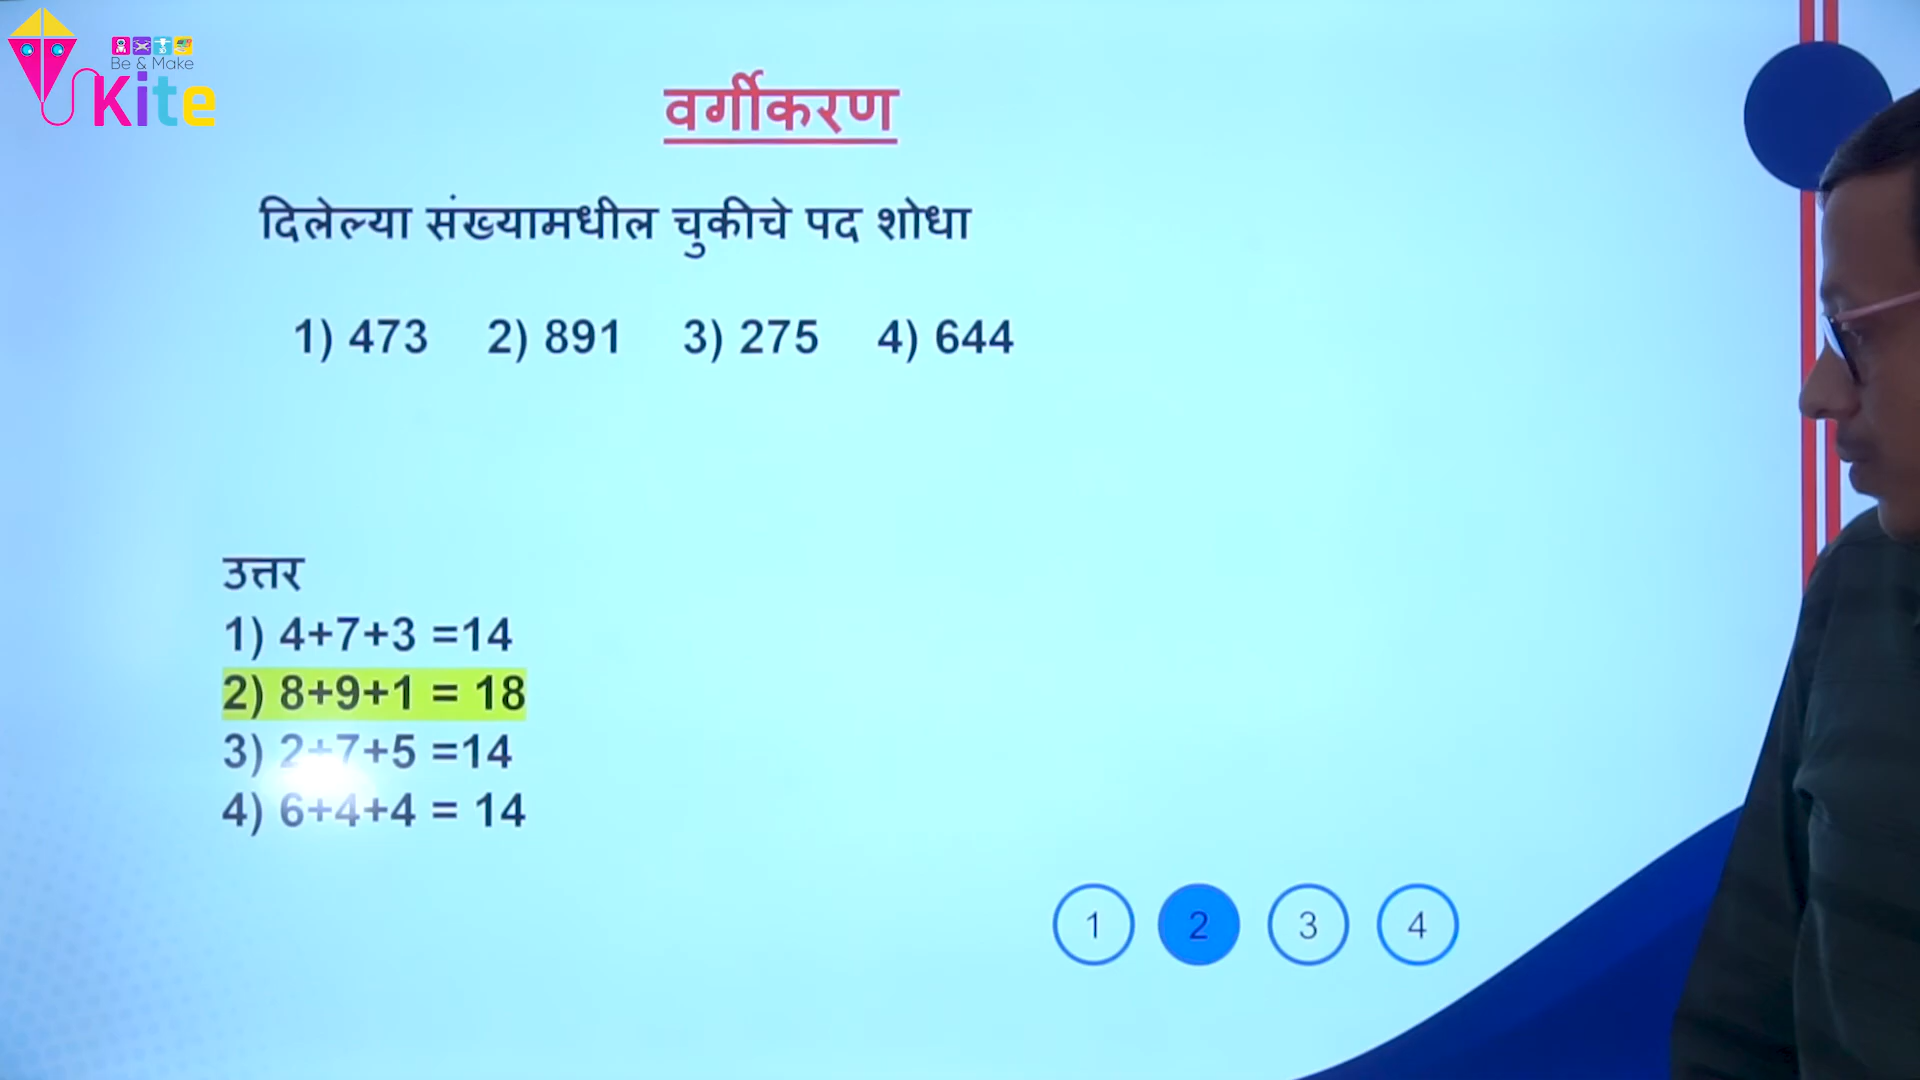 Be & Make
Kite
वर्गीकरण
दिलेल्या संख्यामधील चुकीचे पद शोधा
1) 473 2) 891 3) 275 4) 644
उत्तर
1) 4+7+3 =14
2) 8+9+1 = 18
3) 2+7+5 =14
4) 6+4+4 = 14
1 2 3 4